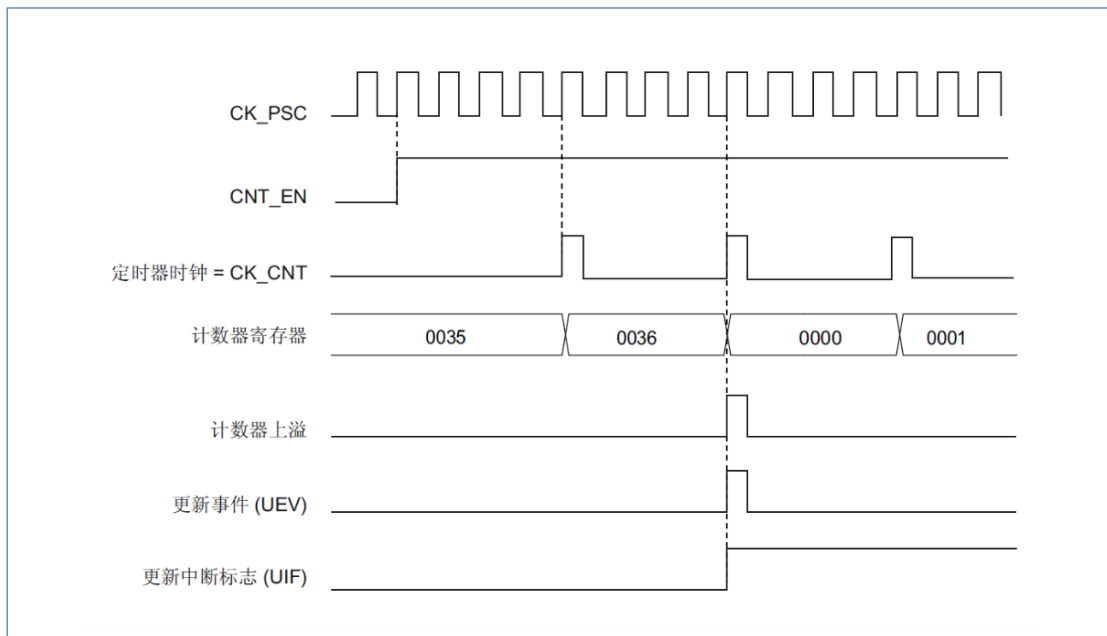 CK_PSC
CNT_EN
定时器时钟 = CK_CNT
计数器寄存器
0035
0036
0000
0001
计数器上溢
更新事件 (UEV)
更新中断标志 (UIF)